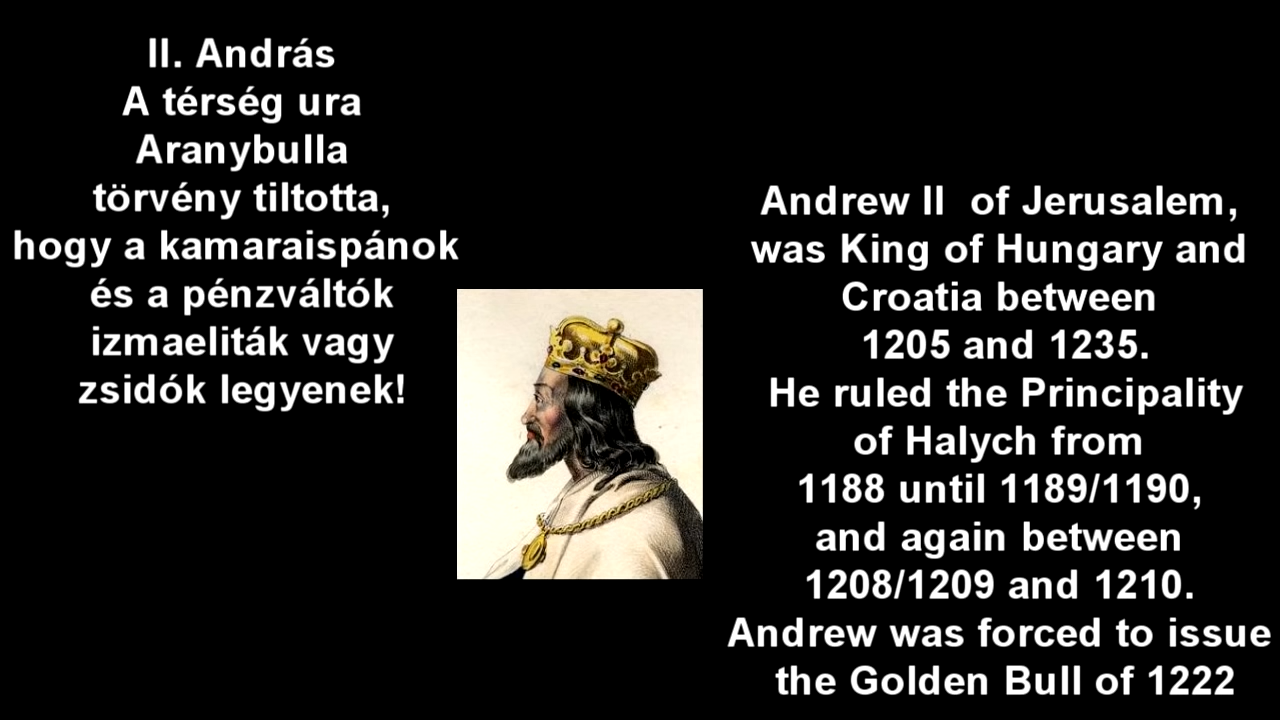 II. András
A térség ura
Aranybulla
törvény tiltotta,
hogy a kamaraispánok
és a pénzváltók
izmaeliták vagy
zsidók legyenek!
Andrew II of Jerusalem,
was King of Hungary and
Croatia between
1205 and 1235.
He ruled the Principality
of Halych from
1188 until 1189/1190,
and again between
1208/1209 and 1210.
Andrew was forced to issue
the Golden Bull of 1222